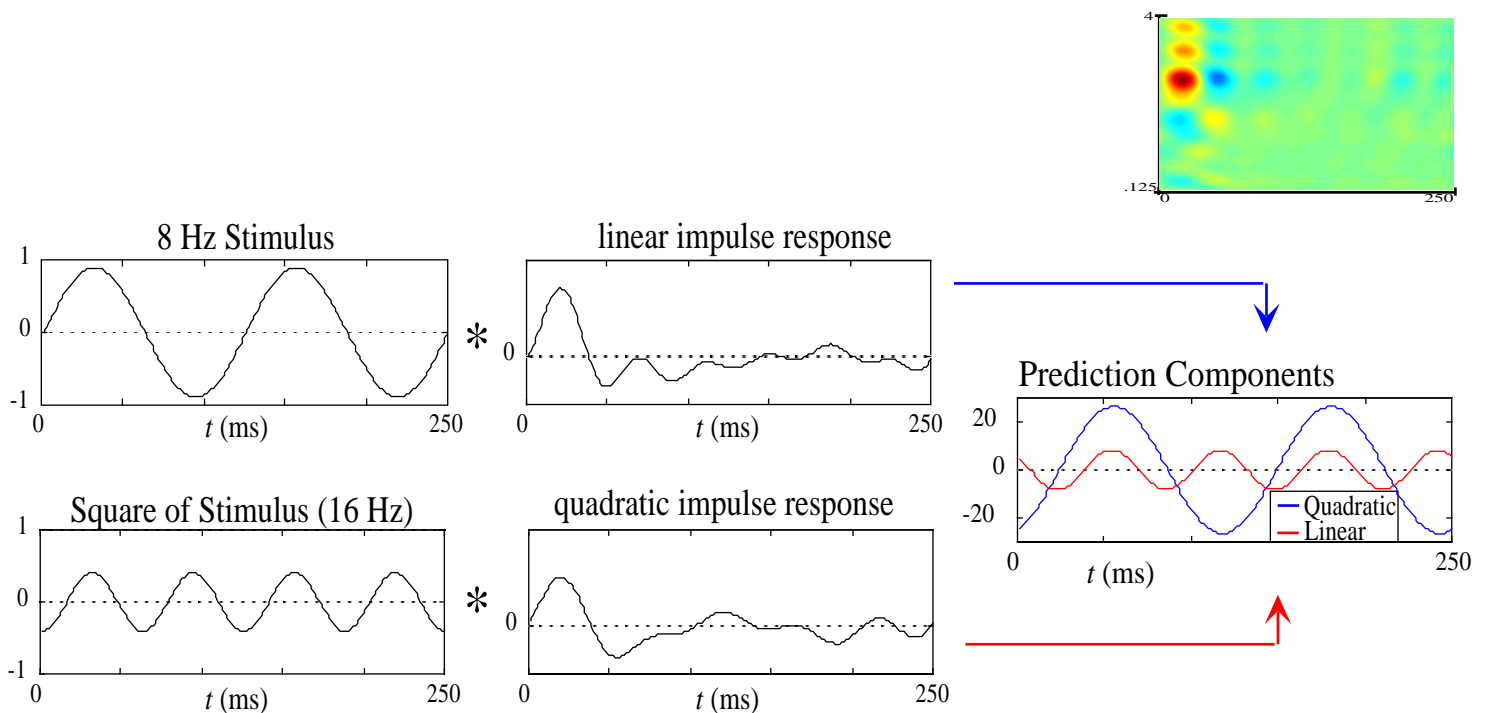 4
.125
0
250
8 Hz Stimulus
1
0
-1
0
250
t (ms)
*
linear impulse response
0
0
250
t (ms)
Square of Stimulus (16 Hz)
1
0
-1
0
250
t (ms)
*
quadratic impulse response
0
0
250
t (ms)
Prediction Components
20
0
-20
Quadratic
Linear
0
250
t (ms)